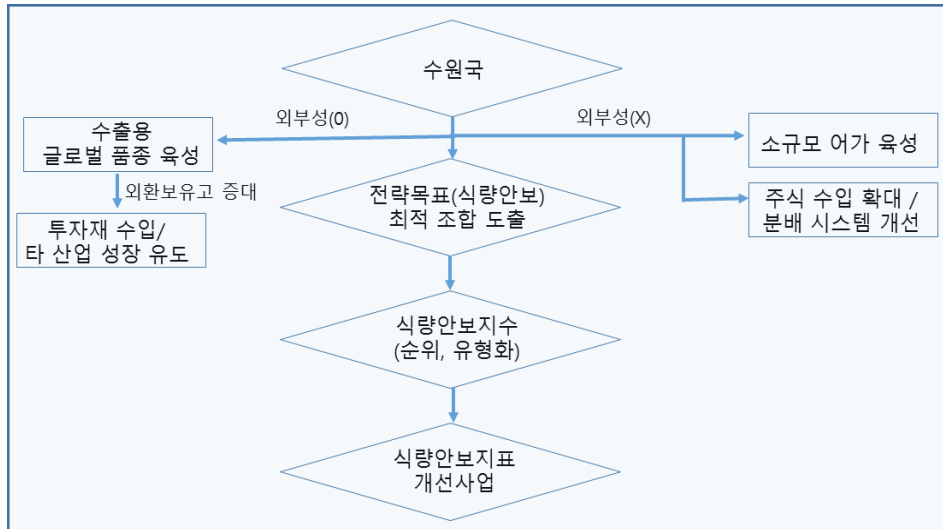 수원국
외부성(0)
외부성(X)
수출용
글로벌 품종 육성
소규모 어가 육성
외환보유고 증대
전략목표(식량안보)
최적 조합 도출
주식 수입 확대 /
분배 시스템 개선
투자재 수입/
타 산업 성장 유도
식량안보지수
(순위, 유형화)
식량안보지표
개선사업